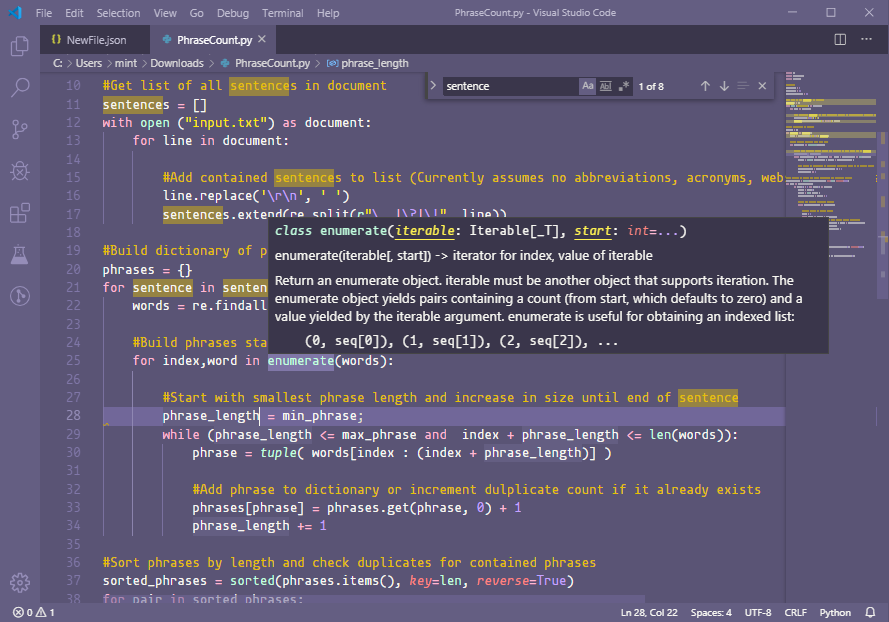 File Edit Selection View Go Debug Terminal Help PhraseCount.py - Visual Studio Code
{} NewFile.json PhraseCount.py
C: > Users > mint > Downloads > PhraseCount.py > phrase_length
sentence Aa Abl .* 1 of 8
10 #Get list of all sentences in document
11 sentences = []
12 with open ("input.txt") as document:
13 for line in document:
14
15 #Add contained sentences to list (Currently assumes no abbreviations, acronyms, web
16 line.replace('\r\n', ' ')
17 sentences.extend(re.split(r"\. |\?|\!", line))
18
class enumerate(iterable: Iterable[_T], start: int=...)
enumerate(iterable[, start]) -> iterator for index, value of iterable
Return an enumerate object. iterable must be another object that supports iteration. The
enumerate object yields pairs containing a count (from start, which defaults to zero) and a
value yielded by the iterable argument. enumerate is useful for obtaining an indexed list:
(0, seq[0]), (1, seq[1]), (2, seq[2]), ...
19 #Build dictionary of p
20 phrases = {}
21 for sentence in senten
22 words = re.findall
23
24 #Build phrases sta
25 for index,word in enumerate(words):
26
27 #Start with smallest phrase length and increase in size until end of sentence
28 phrase_length = min_phrase;
29 while (phrase_length <= max_phrase and  index + phrase_length <= len(words)):
30 phrase = tuple( words[index : (index + phrase_length)] )
31
32 #Add phrase to dictionary or increment dulplicate count if it already exists
33 phrases[phrase] = phrases.get(phrase, 0) + 1
34 phrase_length += 1
35
36 #Sort phrases by length and check duplicates for contained phrases
37 sorted_phrases = sorted(phrases.items(), key=len, reverse=True)
38 for pair in sorted_phrases:
0 1 Ln 28, Col 22 Spaces: 4 UTF-8 CRLF Python